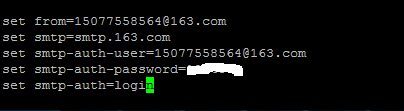 set from=15077558564@163.com
set smtp=smtp.163.com
set smtp-auth-user=15077558564@163.com
set smtp-auth-password=
set smtp-auth=login